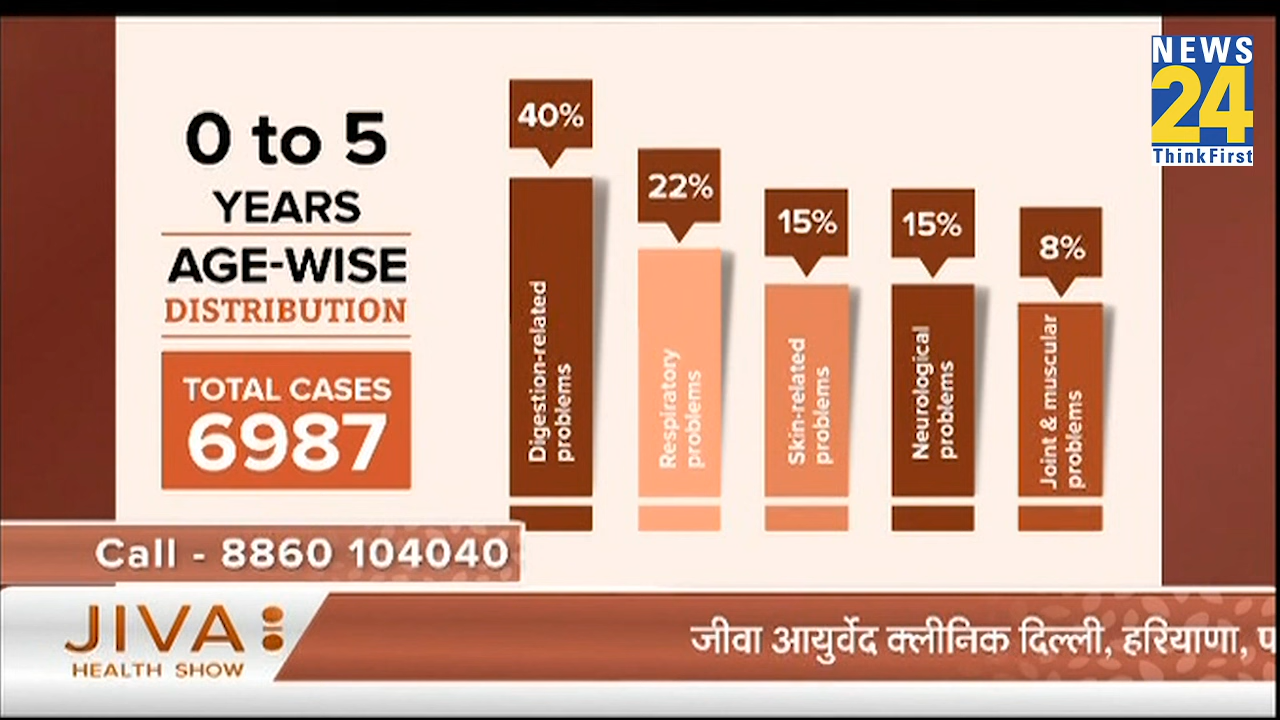 NEWS
24
ThinkFirst
0 to 5
YEARS
AGE-WISE
DISTRIBUTION
TOTAL CASES
6987
40%
22%
15%
15%
8%
Digestion-related
problems
Respiratory
problems
Skin-related
problems
Neurological
problems
Joint & muscular
problems
Call - 8860 104040
JIVA
HEALTH SHOW
जीवा आयुर्वेद क्लीनिक दिल्ली, हरियाणा,